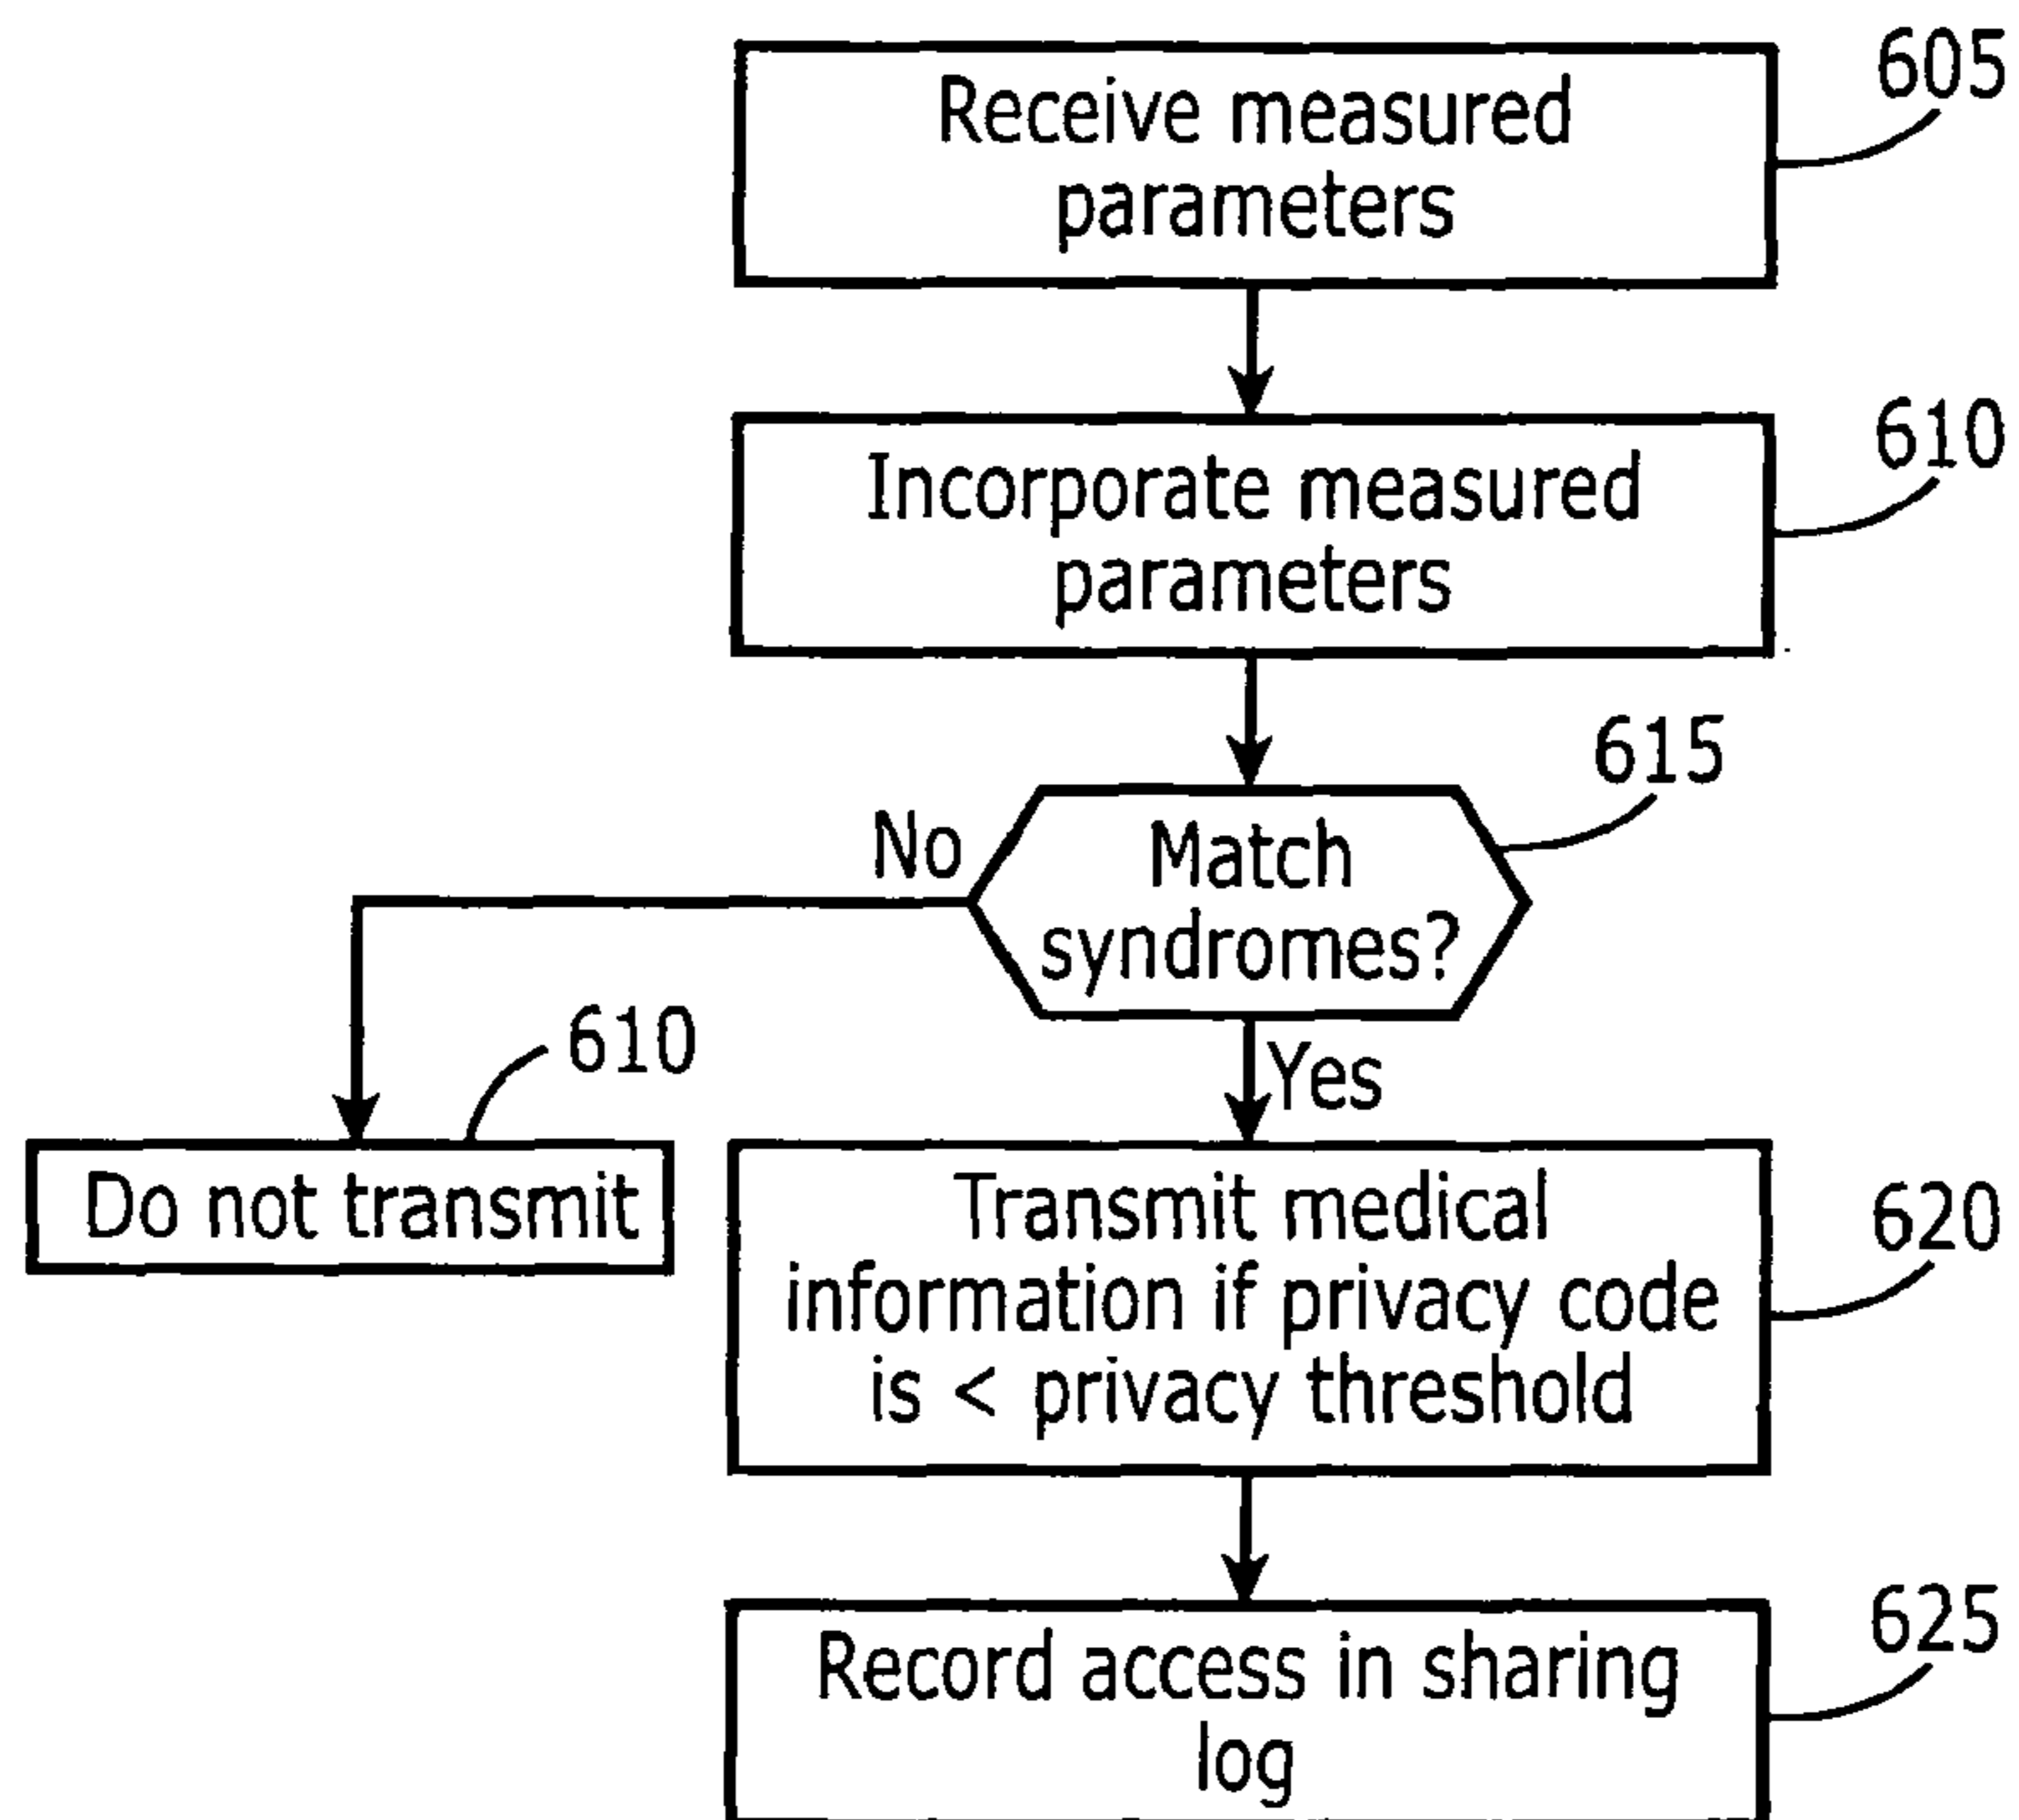 605
Receive measured
parameters
610
Incorporate measured
parameters
615
No
Match
syndromes?
610
Yes
Do not transmit
Transmit medical
information if privacy code
is < privacy threshold
620
625
Record access in sharing
log